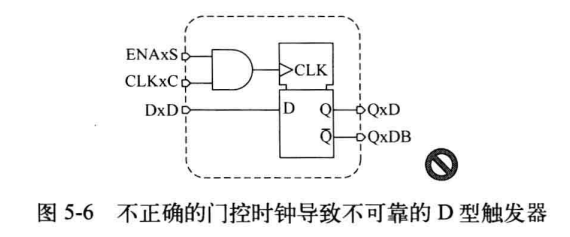 ENAxS
CLKxC
CLK
DxD
D
Q
QxD
Q̅
QxDB
图 5-6 不正确的门控时钟导致不可靠的 D 型触发器